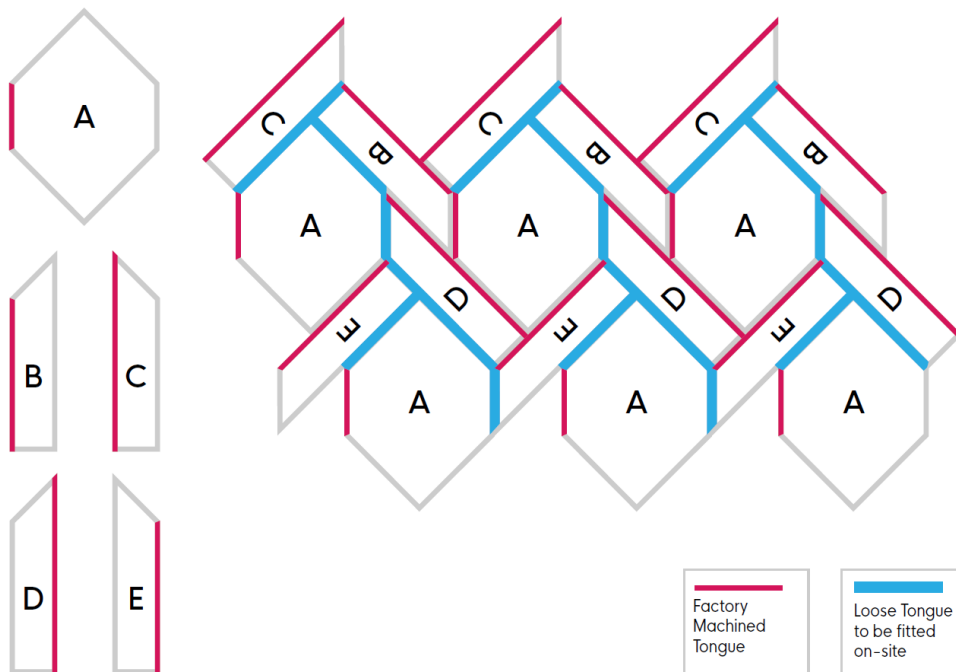 A
B
C
D
E
C
B
C
B
C
B
A
A
A
E
D
E
D
E
D
A
A
A
Factory
Machined
Tongue
Loose Tongue
to be fitted
on-site